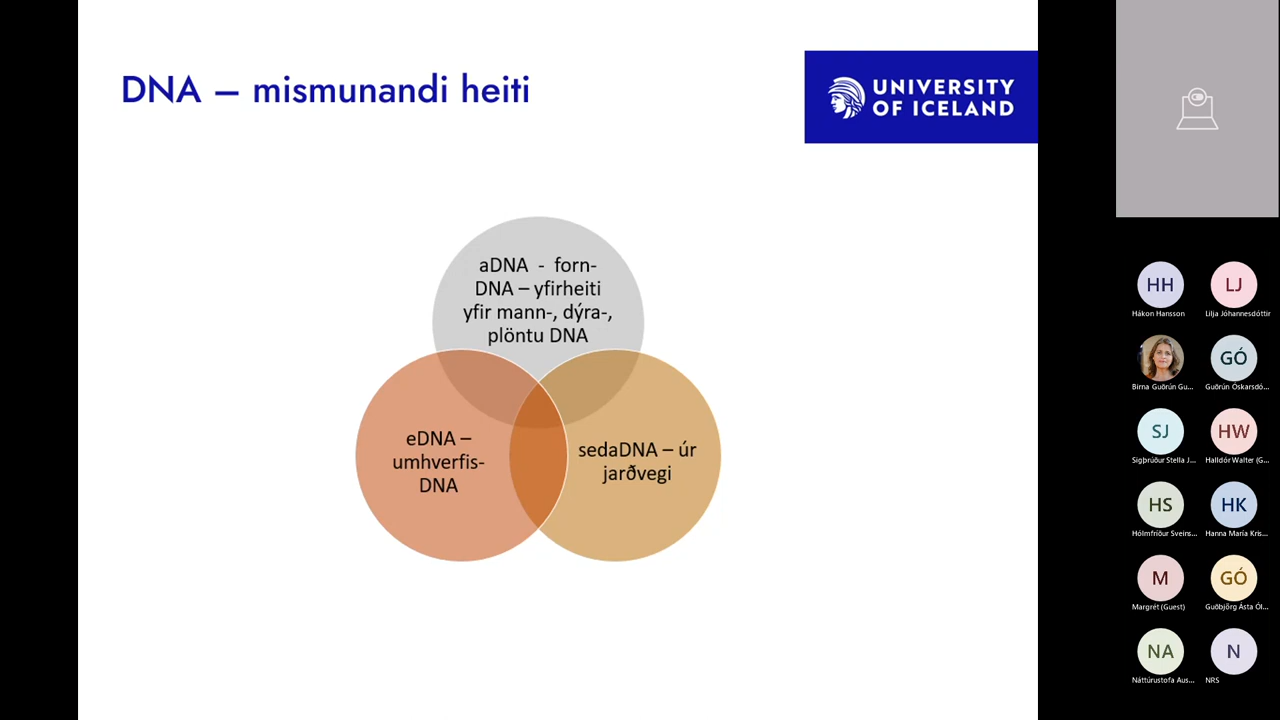 DNA – mismunandi heiti
UNIVERSITY
OF ICELAND
aDNA - forn-
DNA – yfirheiti
yfir mann-, dýra-,
plöntu DNA
eDNA –
umhverfis-
DNA
sedaDNA – úr
jarðvegi
HH
LJ
Hákon Hansson
Lilja Jóhannesdóttir
GÓ
Birna Guðrún Gu...
Guðrún Óskarsdó...
SJ
HW
Sigþrúður Stella J...
Halldór Walter (G...
HS
HK
Hólmfríður Sveins...
Hanna María Kris...
M
GÓ
Margrét (Guest)
Guðbjörg Ásta Ól...
NA
N
Náttúrustofa Aus...
NRS